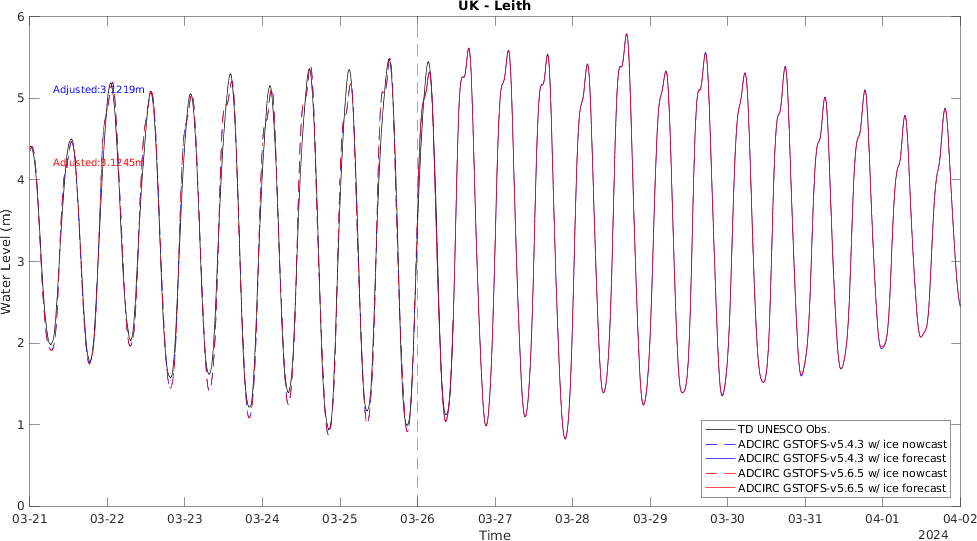 UK - Leith
6
5
4
3
2
1
0
Water Level (m)
Adjusted:3.1219m
Adjusted:3.1245m
TD UNESCO Obs.
ADCIRC GSTOFS-v5.4.3 w/ ice nowcast
ADCIRC GSTOFS-v5.4.3 w/ ice forecast
ADCIRC GSTOFS-v5.6.5 w/ ice nowcast
ADCIRC GSTOFS-v5.6.5 w/ ice forecast
03-21 03-22 03-23 03-24 03-25 03-26 03-27 03-28 03-29 03-30 03-31 04-01 04-02
Time
2024